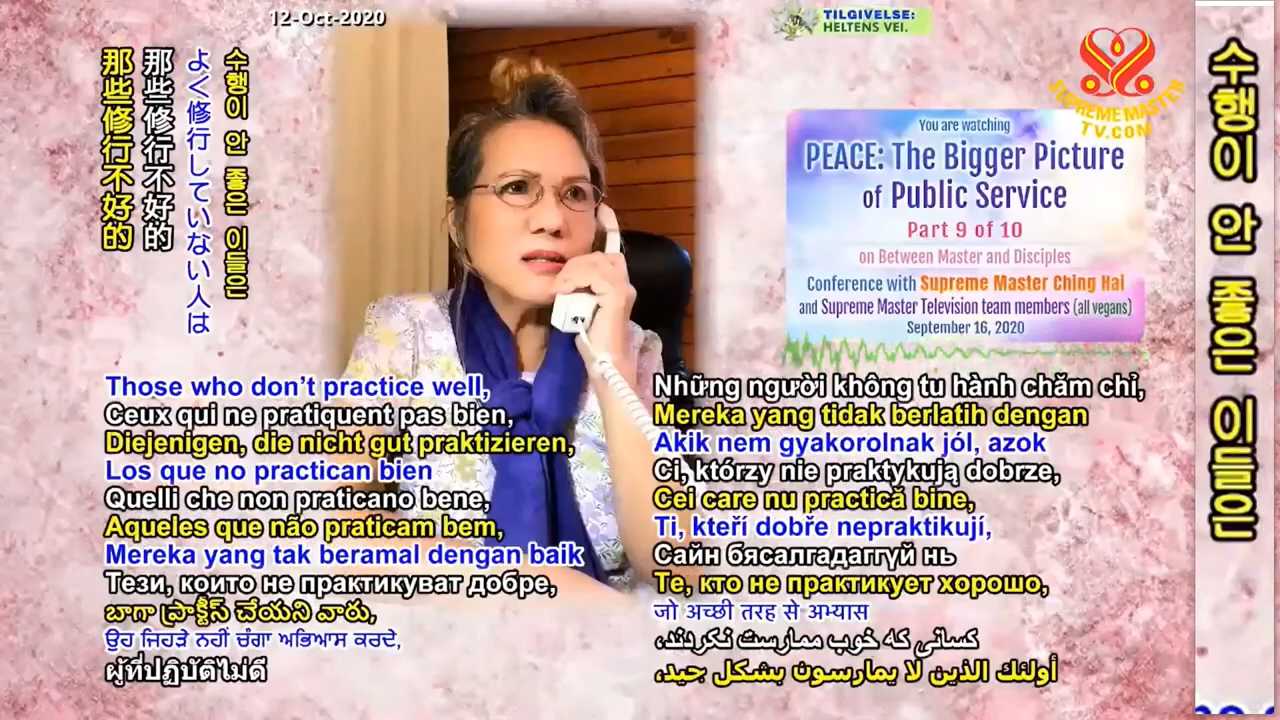 12-Oct-2020
TILGIVELSE:
HELTENS VEI.
SUPREME MASTER
TV.COM
You are watching
PEACE: The Bigger Picture
of Public Service
Part 9 of 10
on Between Master and Disciples
Conference with Supreme Master Ching Hai
and Supreme Master Television team members (all vegans)
September 16, 2020
수행이 안 좋은 이들은
よく修行していない人は
那些修行不好的
那些修行不好的
Those who don't practice well,
Ceux qui ne pratiquent pas bien,
Diejenigen, die nicht gut praktizieren,
Los que no practican bien
Quelli che non praticano bene,
Aqueles que não praticam bem,
Mereka yang tak beramal dengan baik
Тези, които не практикуват добре,
బాగా ప్రాక్టీస్ చేయని వారు,
ਉਹ ਜਿਹੜੇ ਨਹੀਂ ਚੰਗਾ ਅਭਿਆਸ ਕਰਦੇ,
ผู้ที่ปฏิบัติไม่ดี
Những người không tu hành chăm chỉ,
Mereka yang tidak berlatih dengan
Akik nem gyakorolnak jól, azok
Ci, którzy nie praktykują dobrze,
Cei care nu practică bine,
Ti, kteří dobře nepraktikují,
Сайн бясалгадаггүй нь
Те, кто не практикует хорошо,
जो अच्छी तरह से अभ्यास
کسانی که خوب ممارست نکردند،
أولئك الذين لا يمارسون بشكل جيد،
수행이 안 좋은 이들은